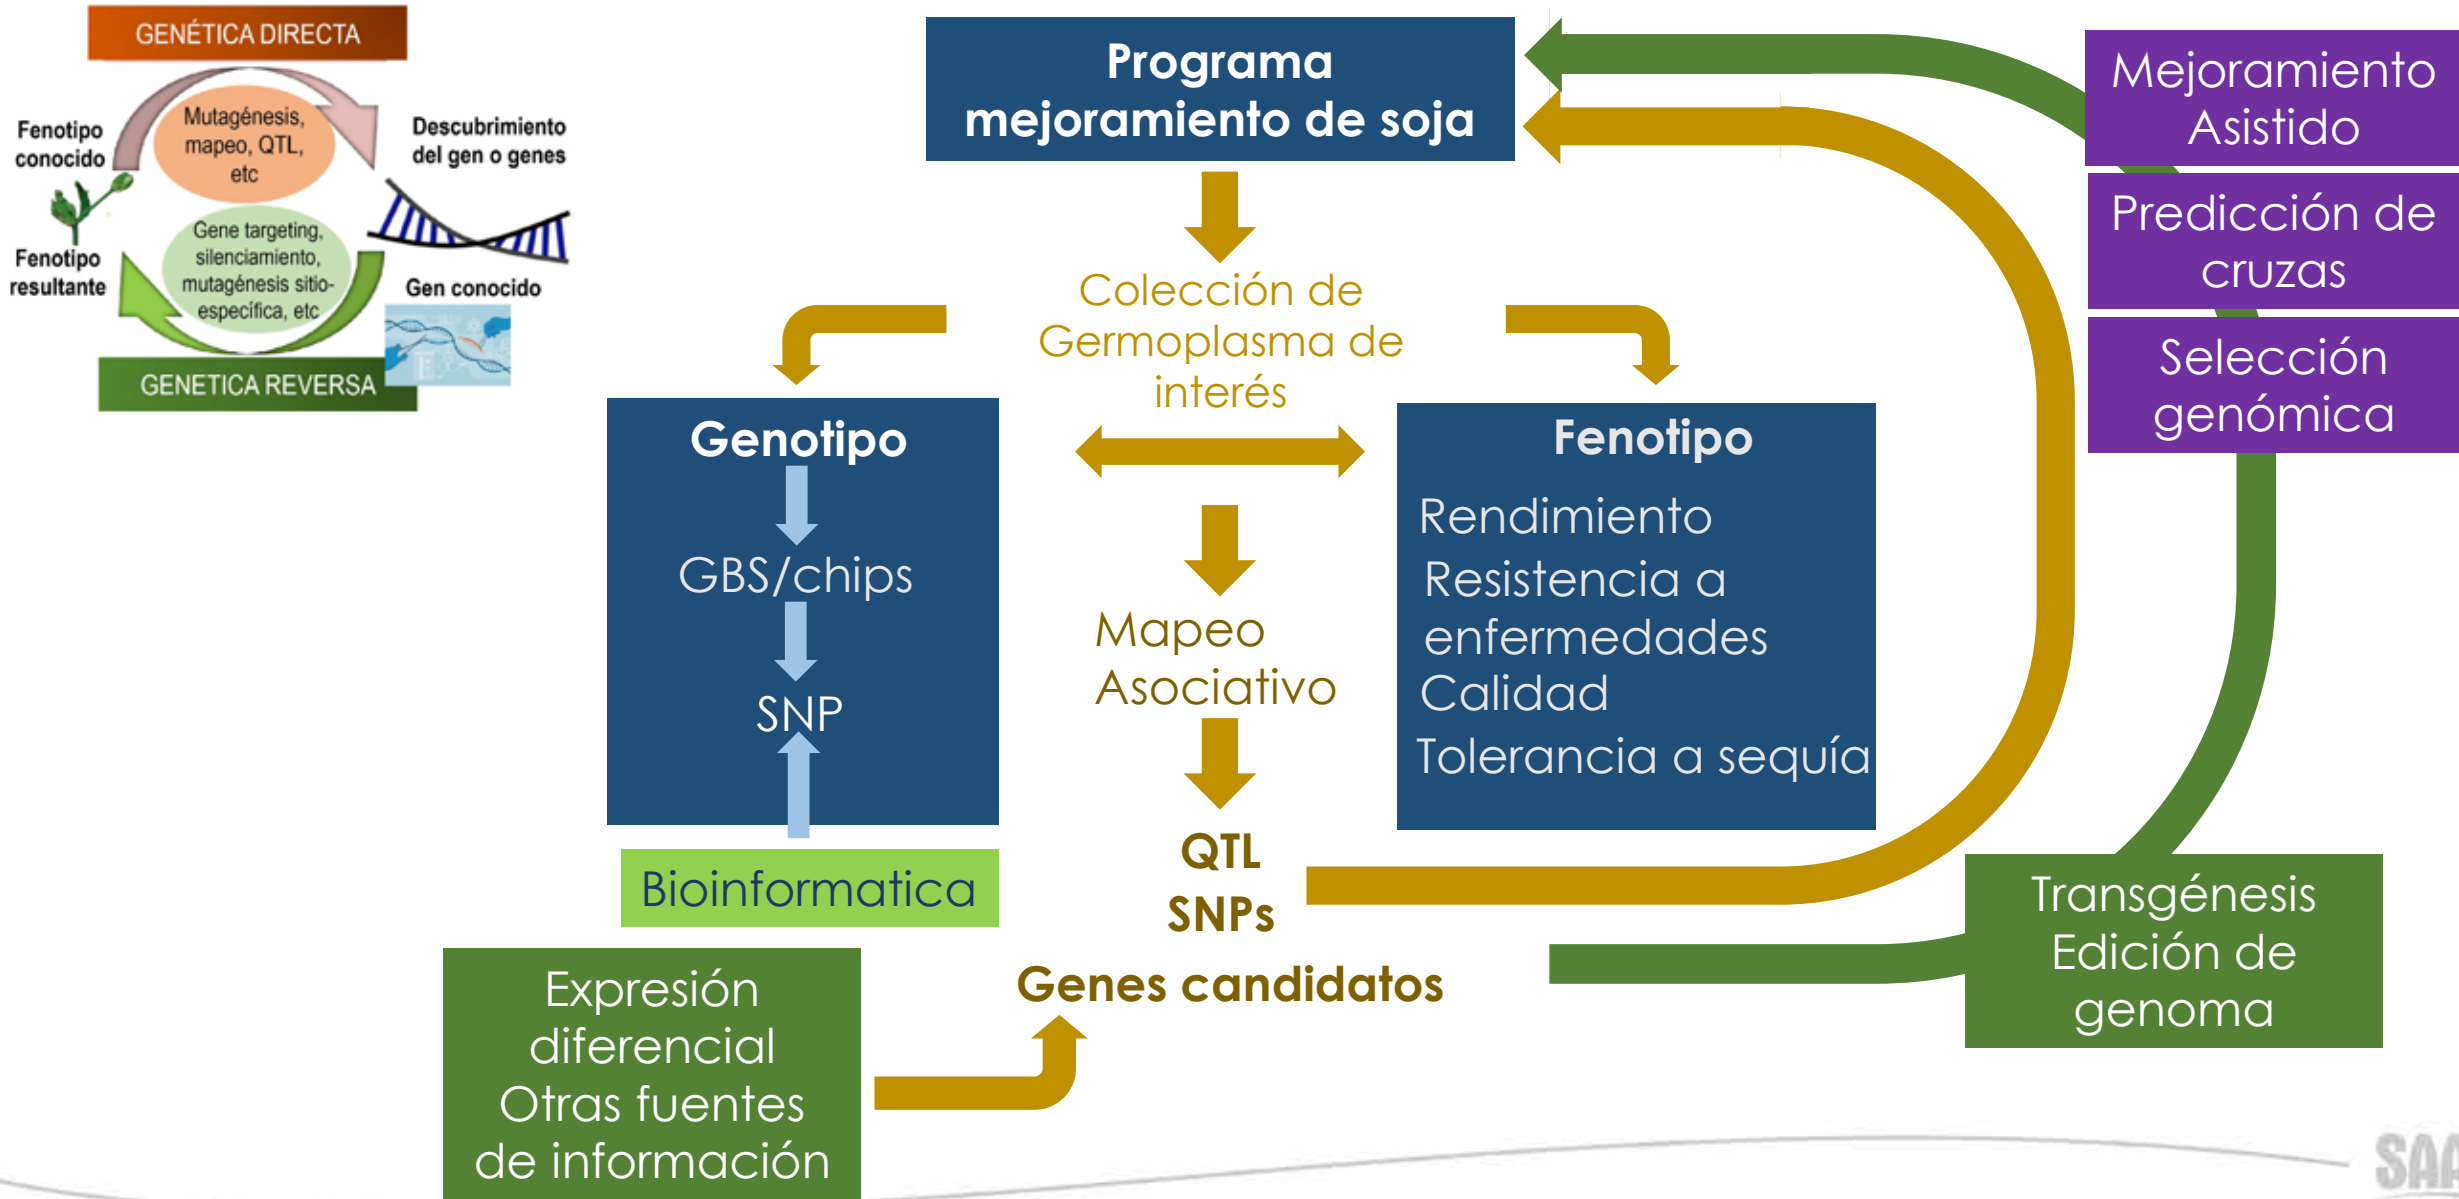 GENÉTICA DIRECTA
Fenotipo
conocido
Mutagénesis,
mapeo, QTL,
etc
Descubrimiento
del gen o genes
Gene targeting,
silenciamiento,
mutagénesis sitio-
específica, etc
Fenotipo
resultante
Gen conocido
GENETICA REVERSA
Programa
mejoramiento de soja
Colección de
Germoplasma de
interés
Genotipo
GBS/chips
SNP
Bioinformatica
Fenotipo
Rendimiento
Resistencia a
enfermedades
Calidad
Tolerancia a sequía
Mapeo
Asociativo
QTL
SNPs
Genes candidatos
Expresión
diferencial
Otras fuentes
de información
Mejoramiento
Asistido
Predicción de
cruzas
Selección
genómica
Transgénesis
Edición de
genoma